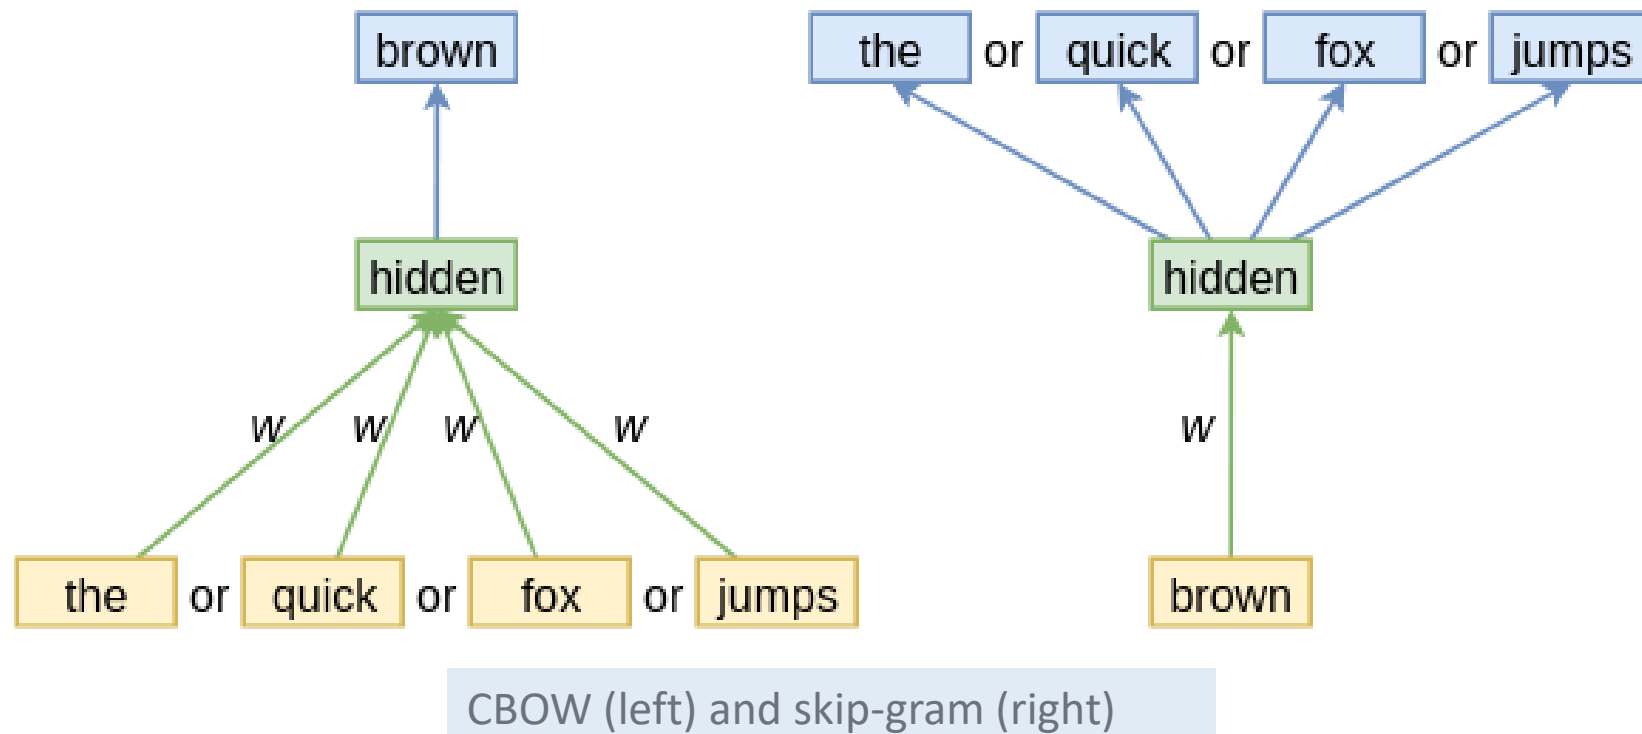 brown
the or quick or fox or jumps
hidden
hidden
w w w w
w
the or quick or fox or jumps
brown
CBOW (left) and skip-gram (right)